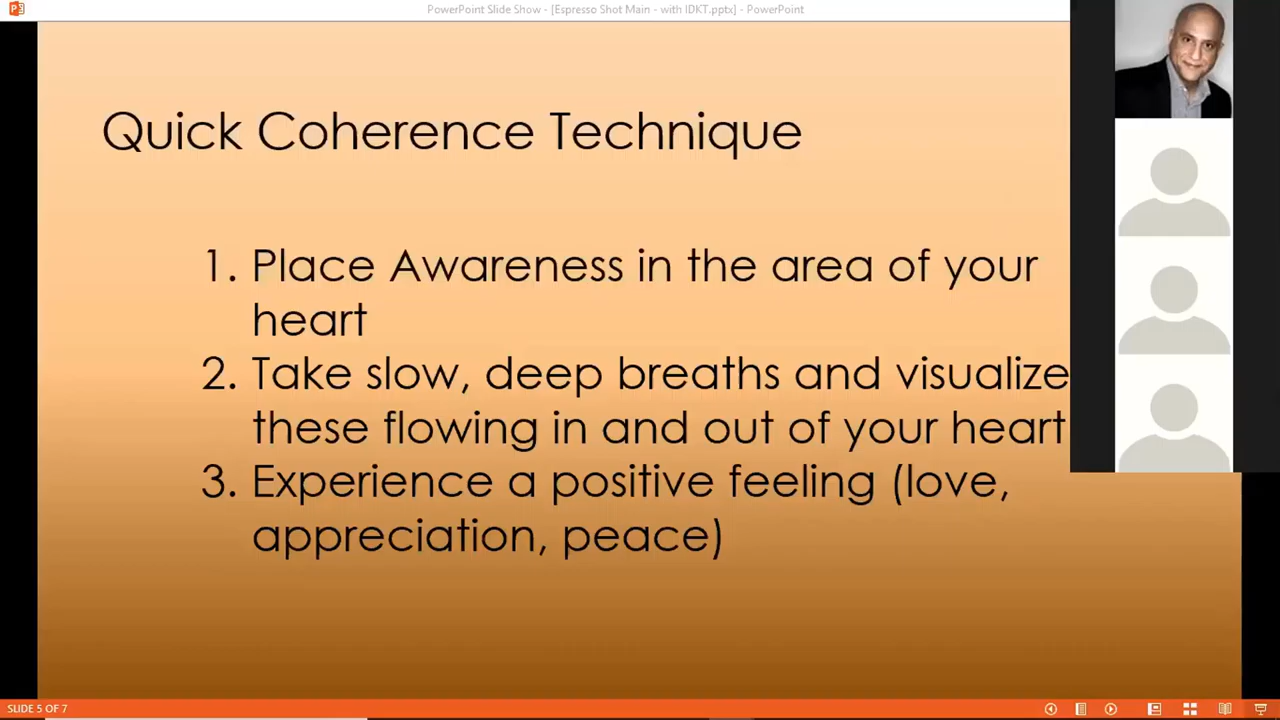 PowerPoint Slide Show - [Espresso Shot Main - with IDKT.pptx] - PowerPoint
Quick Coherence Technique
1. Place Awareness in the area of your
heart
2. Take slow, deep breaths and visualize
these flowing in and out of your heart
3. Experience a positive feeling (love,
appreciation, peace)
SLIDE 5 OF 7